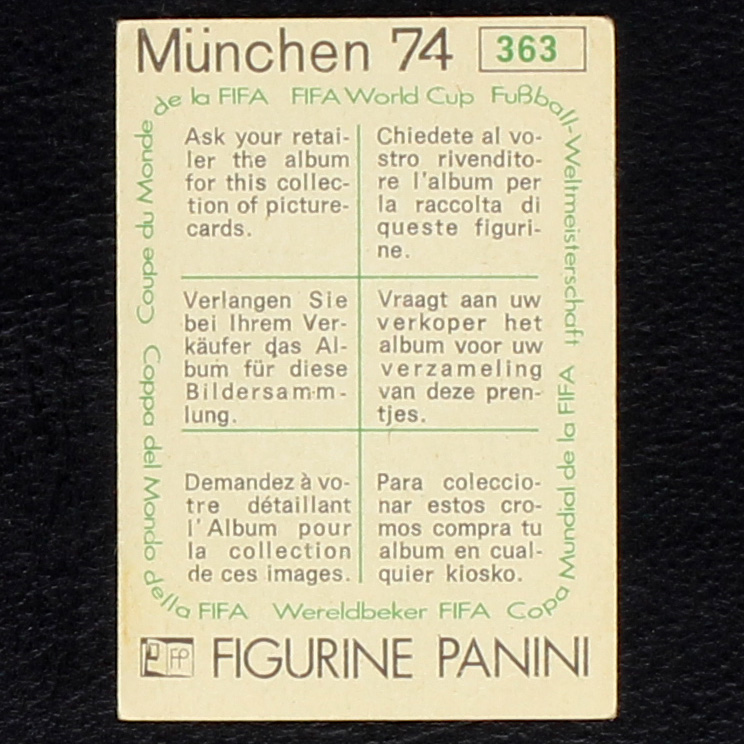 München 74 363
de la FIFA FIFA World Cup Fußball-Weltmeisterschaft
Ask your retai-
ler the album
for this collec-
tion of picture-
cards.
Chiedete al vo-
stro rivendito-
re l'album per
la raccolta di
queste figuri-
ne.
Verlangen Sie
bei Ihrem Ver-
käufer das Al-
bum für diese
Bildersamm-
lung.
Vraagt aan uw
verkoper het
album voor uw
verzameling
van deze pren-
tjes.
Demandez à vo-
tre détaillant
l'Album pour
la collection
de ces images.
Para coleccio-
nar estos cro-
mos compra tu
album en cual-
quier kiosko.
Copa Mundial de la FIFA
Wereldbeker FIFA
Coppa del Mondo della FIFA
Coupe du Monde
FP FIGURINE PANINI